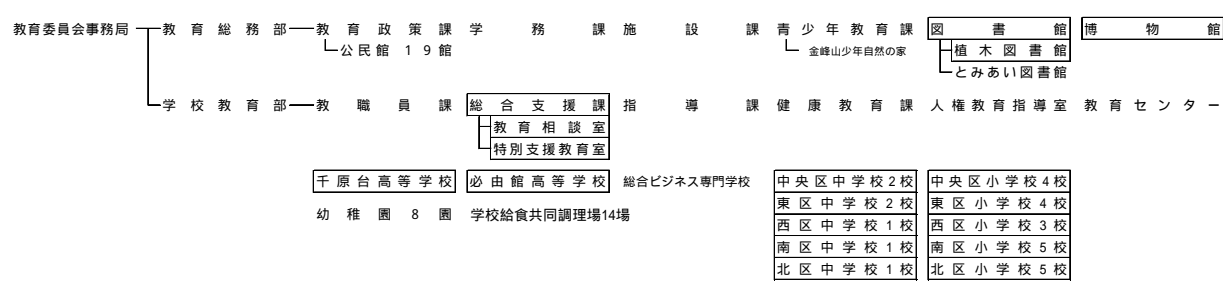 教育委員会事務局 教育総務部 教育政策課 学務課 施設課 青少年教育課 図書館 博物館
公民館19館 金峰山少年自然の家 植木図書館
とみあい図書館
学校教育部 教職員課 総合支援課 指導課 健康教育課 人権教育指導室 教育センター
教育相談室
特別支援教育室
千原台高等学校 必由館高等学校 総合ビジネス専門学校 中央区中学校2校 中央区小学校4校
東区中学校2校 東区小学校4校
幼稚園8園 学校給食共同調理場14場
西区中学校1校 西区小学校3校
南区中学校1校 南区小学校5校
北区中学校1校 北区小学校5校